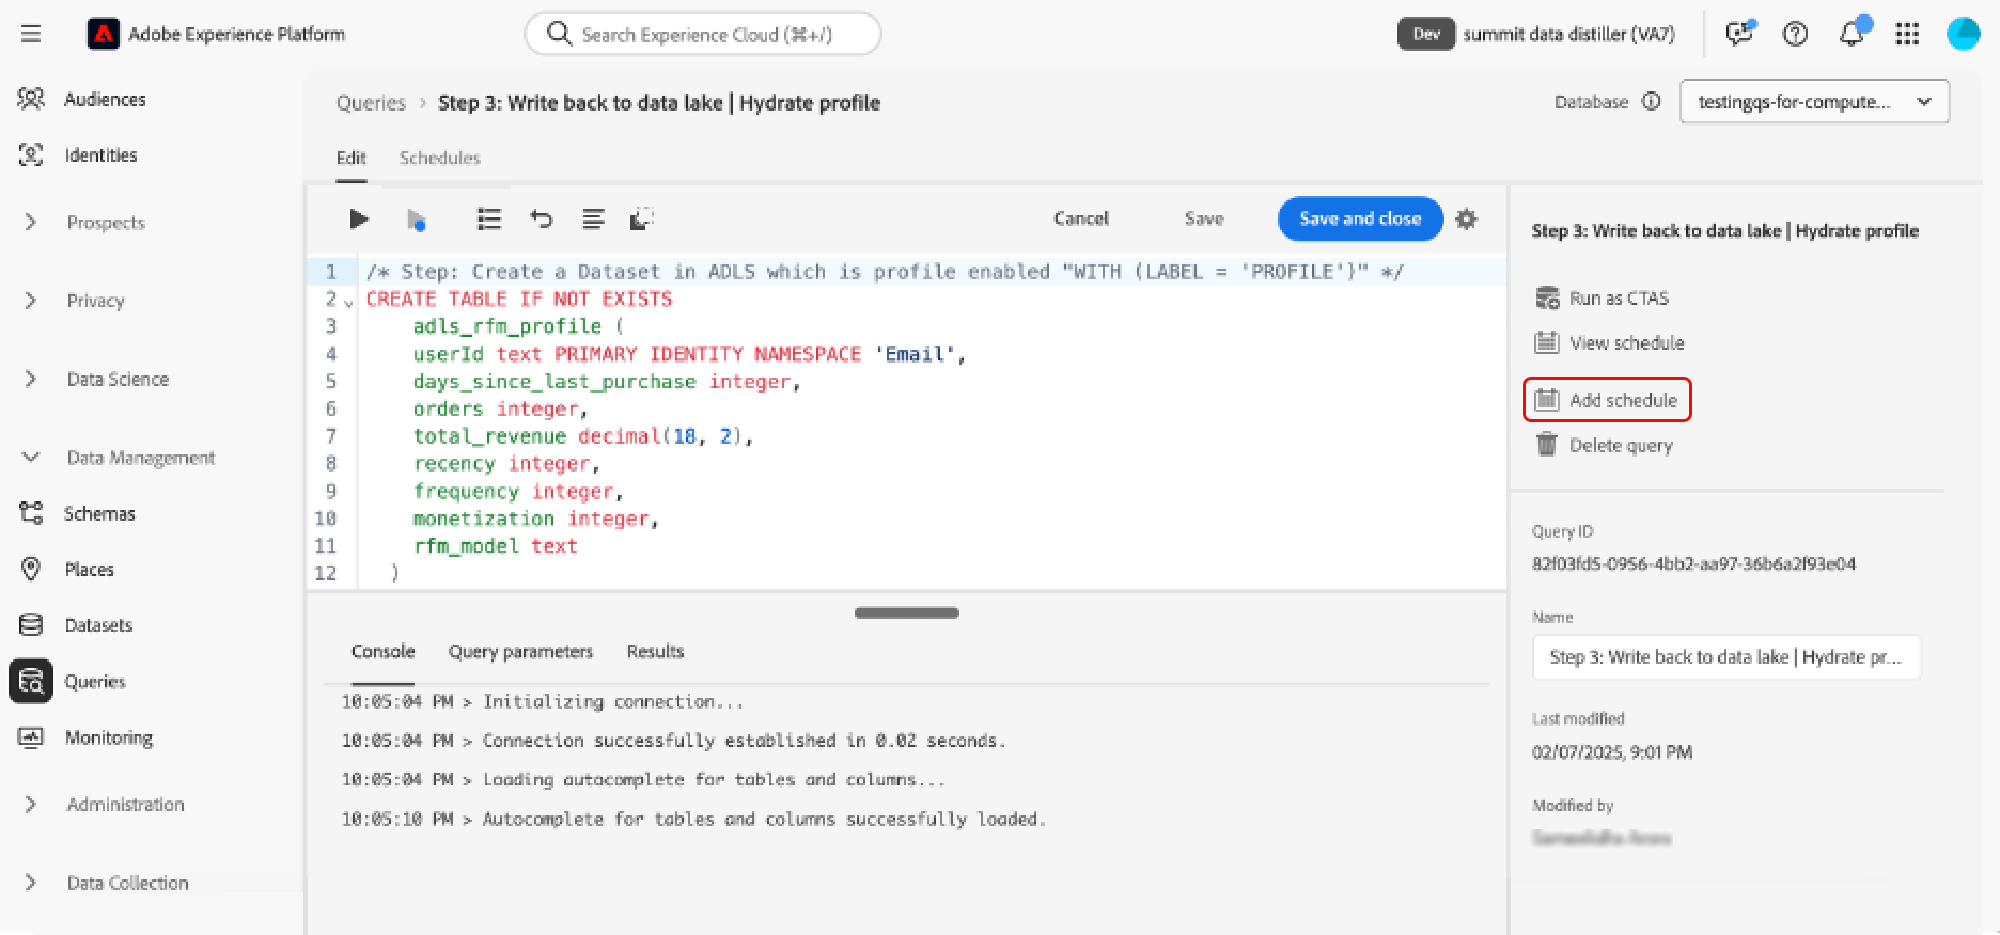 Adobe Experience Platform
Search Experience Cloud (⌘+/)
Dev summit data distiller (VA7)
Audiences
Identities
Prospects
Privacy
Data Science
Data Management
Schemas
Places
Datasets
Queries
Monitoring
Administration
Data Collection
Queries > Step 3: Write back to data lake | Hydrate profile
Database testingqs-for-compute...
Edit Schedules
Cancel Save Save and close
1 /* Step: Create a Dataset in ADLS which is profile enabled "WITH (LABEL = 'PROFILE')" */
2 CREATE TABLE IF NOT EXISTS
3 adls_rfm_profile (
4 userId text PRIMARY IDENTITY NAMESPACE 'Email',
5 days_since_last_purchase integer,
6 orders integer,
7 total_revenue decimal(18, 2),
8 recency integer,
9 frequency integer,
10 monetization integer,
11 rfm_model text
12 )
Console Query parameters Results
10:05:04 PM > Initializing connection...
10:05:04 PM > Connection successfully established in 0.02 seconds.
10:05:04 PM > Loading autocomplete for tables and columns...
10:05:10 PM > Autocomplete for tables and columns successfully loaded.
Step 3: Write back to data lake | Hydrate profile
Run as CTAS
View schedule
Add schedule
Delete query
Query ID
82f03fd5-0956-4bb2-aa97-36b6a2f93e04
Name
Step 3: Write back to data lake | Hydrate pr...
Last modified
02/07/2025, 9:01 PM
Modified by